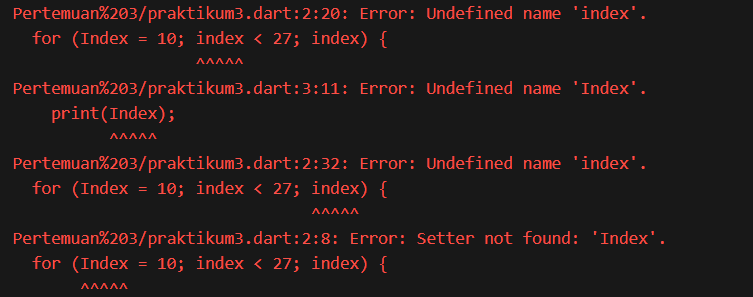 Pertemuan%203/praktikum3.dart:2:20: Error: Undefined name 'index'.
for (Index = 10; index < 27; index) {
^^^^^
Pertemuan%203/praktikum3.dart:3:11: Error: Undefined name 'Index'.
print(Index);
^^^^^
Pertemuan%203/praktikum3.dart:2:32: Error: Undefined name 'index'.
for (Index = 10; index < 27; index) {
^^^^^
Pertemuan%203/praktikum3.dart:2:8: Error: Setter not found: 'Index'.
for (Index = 10; index < 27; index) {
^^^^^